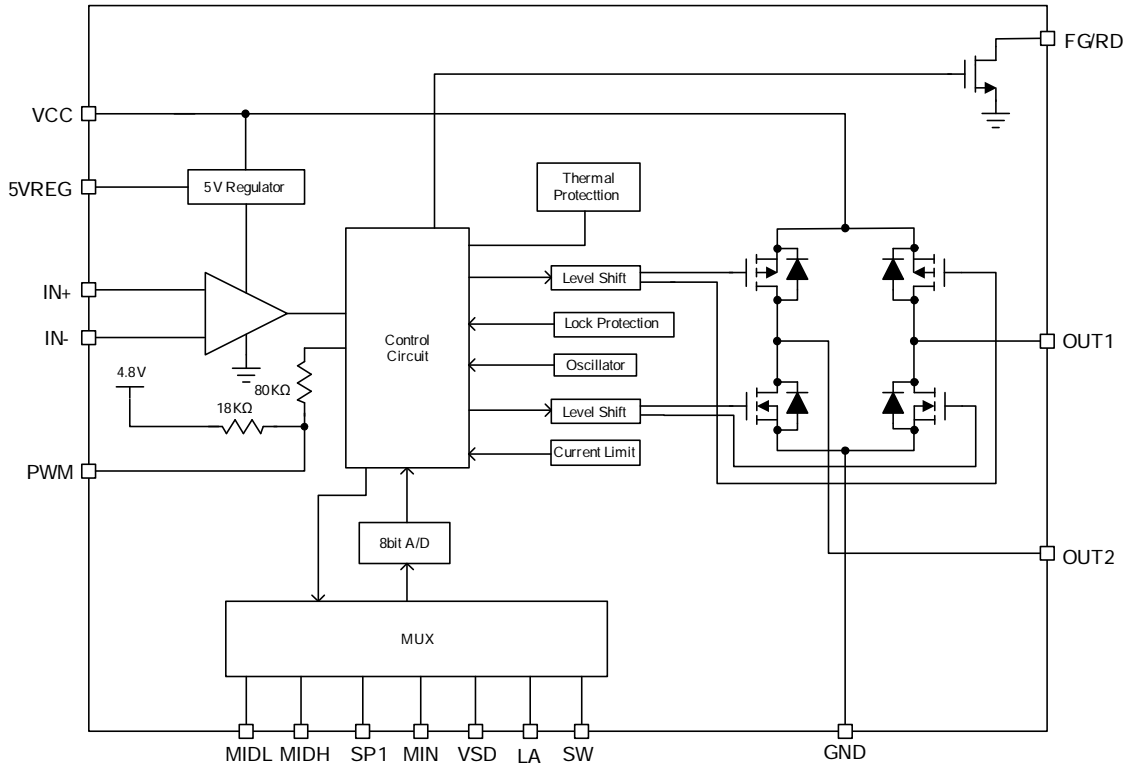 FG/RD
VCC
5VREG
5V Regulator
Thermal
Protecttion
IN+
IN-
Level Shift
Lock Protection
Control
Circuit
Oscillator
OUT1
4.8V
80KΩ
18KΩ
Level Shift
Current Limit
PWM
8bit A/D
OUT2
MUX
MIDL
MIDH
SP1
MIN
VSD
LA
SW
GND